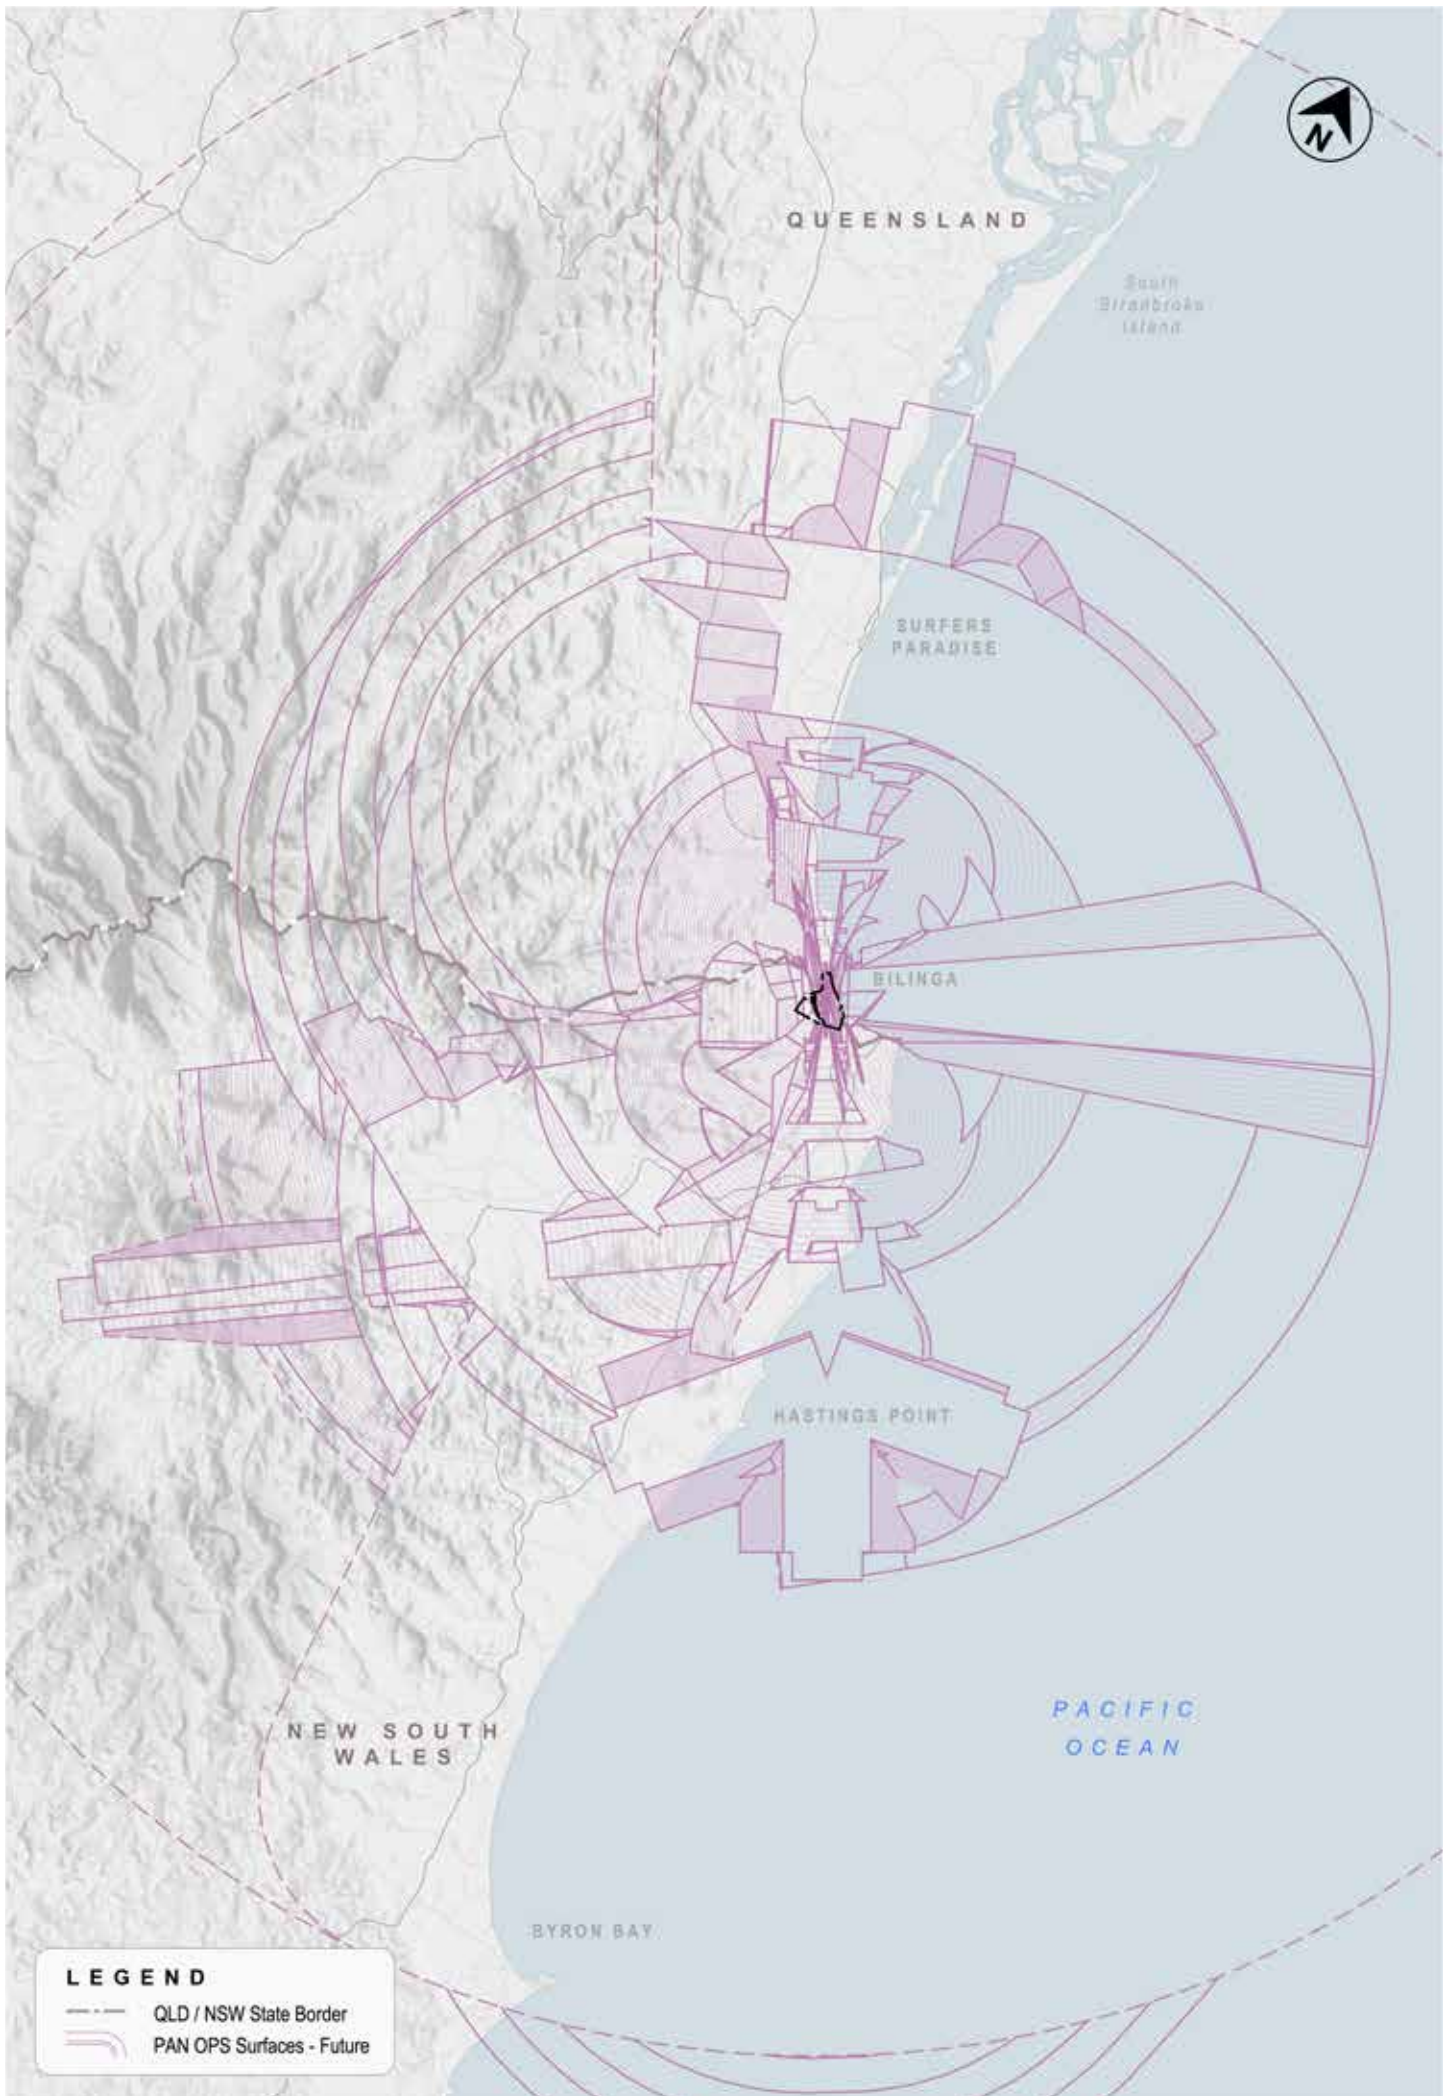 N
QUEENSLAND
South
Stradbroke
Island
SURFERS
PARADISE
BILINGA
HASTINGS POINT
PACIFIC
OCEAN
NEW SOUTH
WALES
BYRON BAY
LEGEND
QLD / NSW State Border
PAN OPS Surfaces - Future